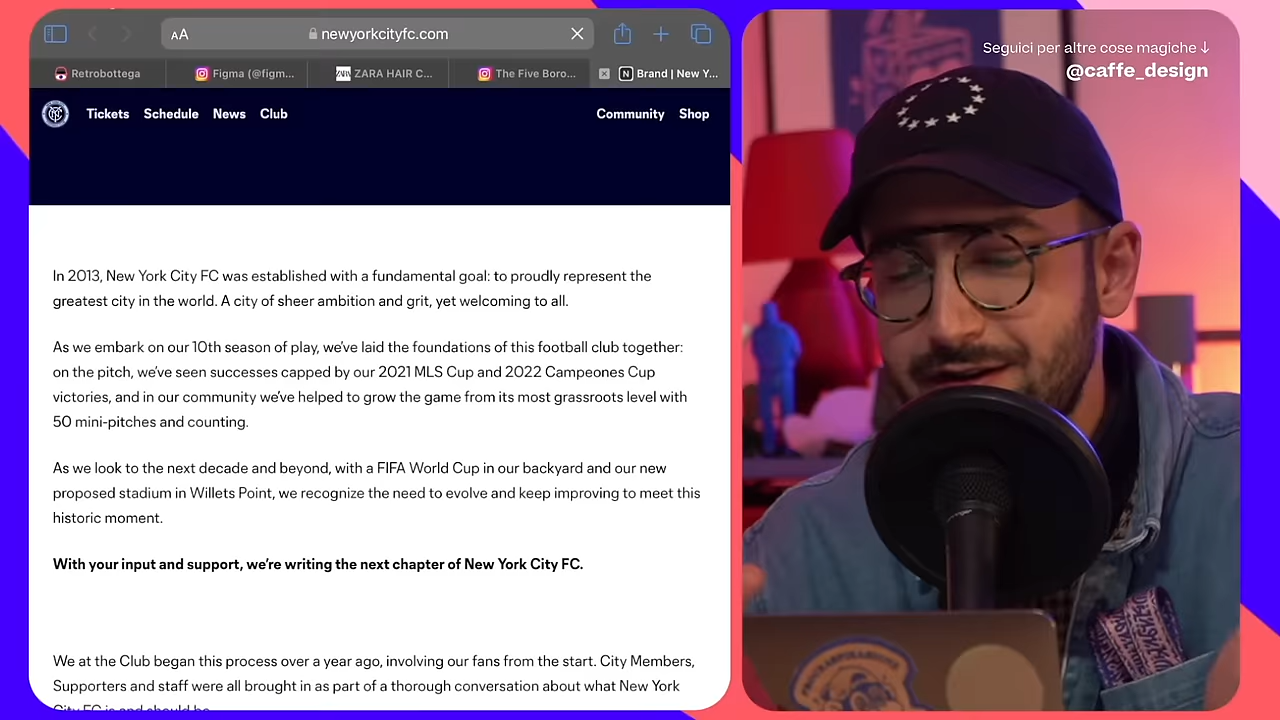 AA
newyorkcityfc.com
Retrobottega
Figma (@figm...
ZARA HAIR C...
The Five Boro...
Brand | New Y...
Tickets Schedule News Club
Community Shop
In 2013, New York City FC was established with a fundamental goal: to proudly represent the
greatest city in the world. A city of sheer ambition and grit, yet welcoming to all.
As we embark on our 10th season of play, we've laid the foundations of this football club together:
on the pitch, we've seen successes capped by our 2021 MLS Cup and 2022 Campeones Cup
victories, and in our community we've helped to grow the game from its most grassroots level with
50 mini-pitches and counting.
As we look to the next decade and beyond, with a FIFA World Cup in our backyard and our new
proposed stadium in Willets Point, we recognize the need to evolve and keep improving to meet this
historic moment.
With your input and support, we're writing the next chapter of New York City FC.
We at the Club began this process over a year ago, involving our fans from the start. City Members,
Supporters and staff were all brought in as part of a thorough conversation about what New York
City FC is and should be
Seguici per altre cose magiche ↓
@caffe_design